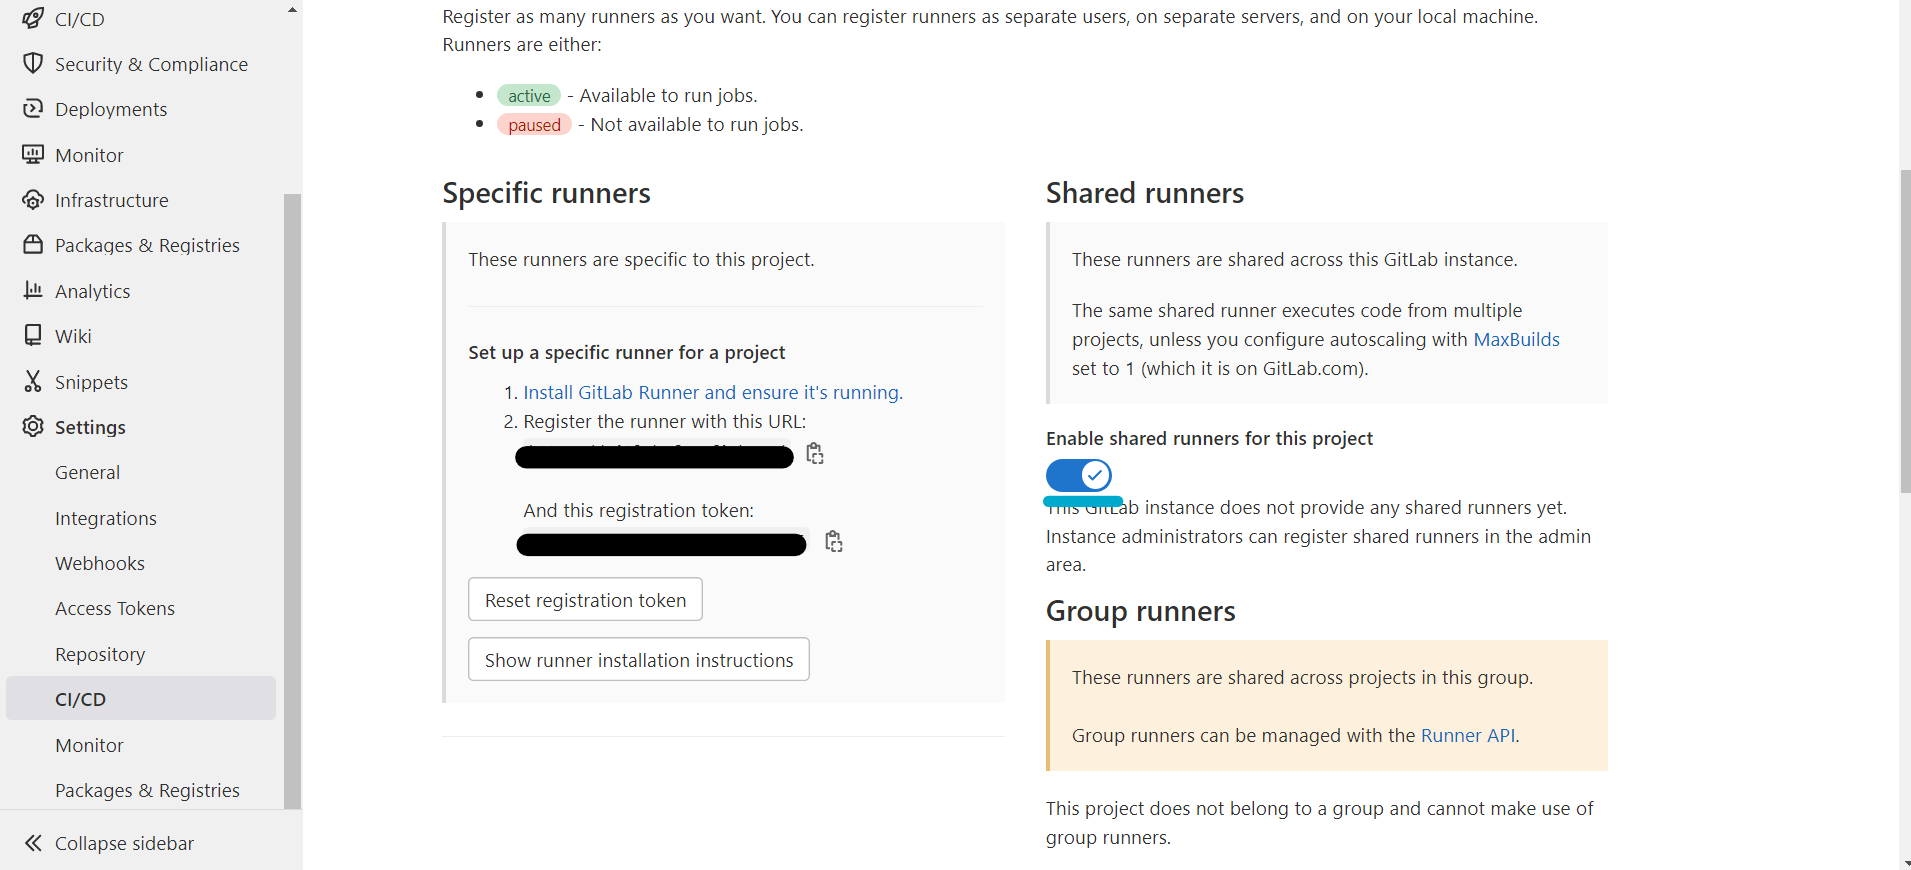 CI/CD
Security & Compliance
Deployments
Monitor
Infrastructure
Packages & Registries
Analytics
Wiki
Snippets
Settings
General
Integrations
Webhooks
Access Tokens
Repository
CI/CD
Monitor
Packages & Registries
Collapse sidebar
Register as many runners as you want. You can register runners as separate users, on separate servers, and on your local machine.
Runners are either:
active - Available to run jobs.
paused - Not available to run jobs.
Specific runners
These runners are specific to this project.
Set up a specific runner for a project
1. Install GitLab Runner and ensure it's running.
2. Register the runner with this URL:
And this registration token:
Reset registration token
Show runner installation instructions
Shared runners
These runners are shared across this GitLab instance.
The same shared runner executes code from multiple
projects, unless you configure autoscaling with MaxBuilds
set to 1 (which it is on GitLab.com).
Enable shared runners for this project
This GitLab instance does not provide any shared runners yet.
Instance administrators can register shared runners in the admin
area.
Group runners
These runners are shared across projects in this group.
Group runners can be managed with the Runner API.
This project does not belong to a group and cannot make use of
group runners.